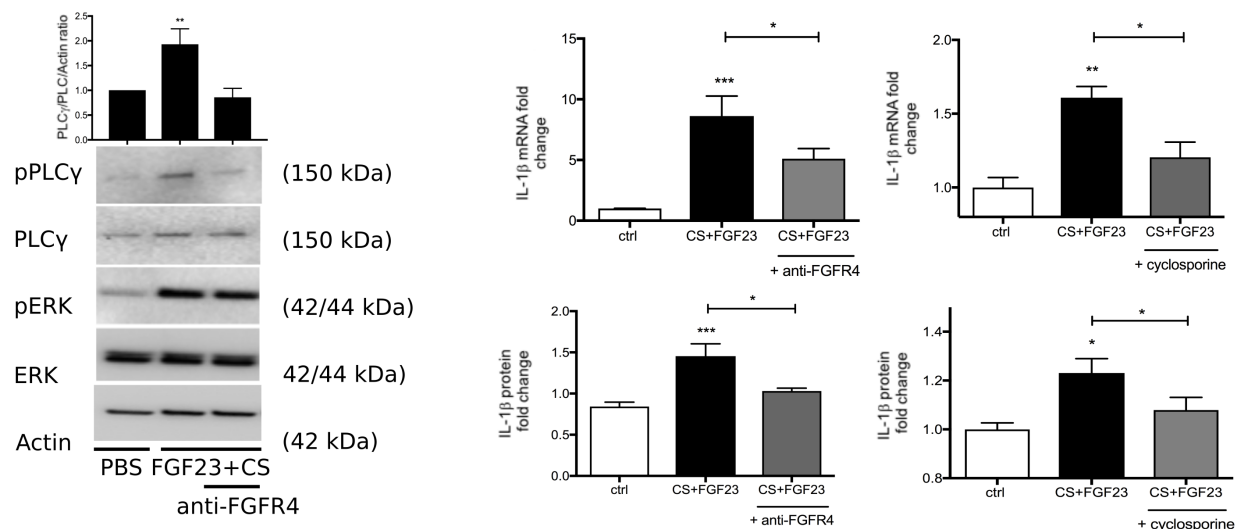 PLCγ/PLC/Actin ratio
2.5
2.0
1.5
1.0
0.5
0.0
**
pPLCγ (150 kDa)
PLCγ (150 kDa)
pERK (42/44 kDa)
ERK 42/44 kDa)
Actin (42 kDa)
PBS FGF23+CS
anti-FGFR4
IL-1β mRNA fold
change
15
10
5
0
***
*
ctrl CS+FGF23 CS+FGF23
+ anti-FGFR4
IL-1β mRNA fold
change
2.0
1.5
1.0
**
*
ctrl CS+FGF23 CS+FGF23
+ cyclosporine
IL-1β protein
fold change
2.0
1.5
1.0
0.5
0.0
***
*
ctrl CS+FGF23 CS+FGF23
+ anti-FGFR4
IL-1β protein
fold change
1.4
1.2
1.0
0.8
*
*
ctrl CS+FGF23 CS+FGF23
+ cyclosporine